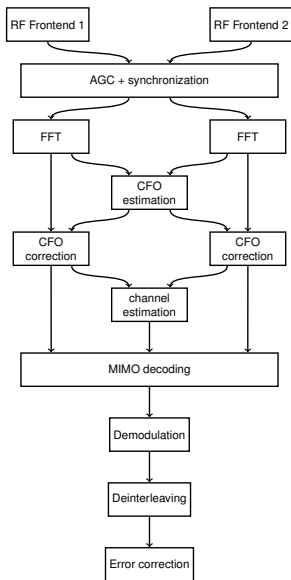 RF Frontend 1
RF Frontend 2
AGC + synchronization
FFT
FFT
CFO
estimation
CFO
correction
CFO
correction
channel
estimation
MIMO decoding
Demodulation
Deinterleaving
Error correction